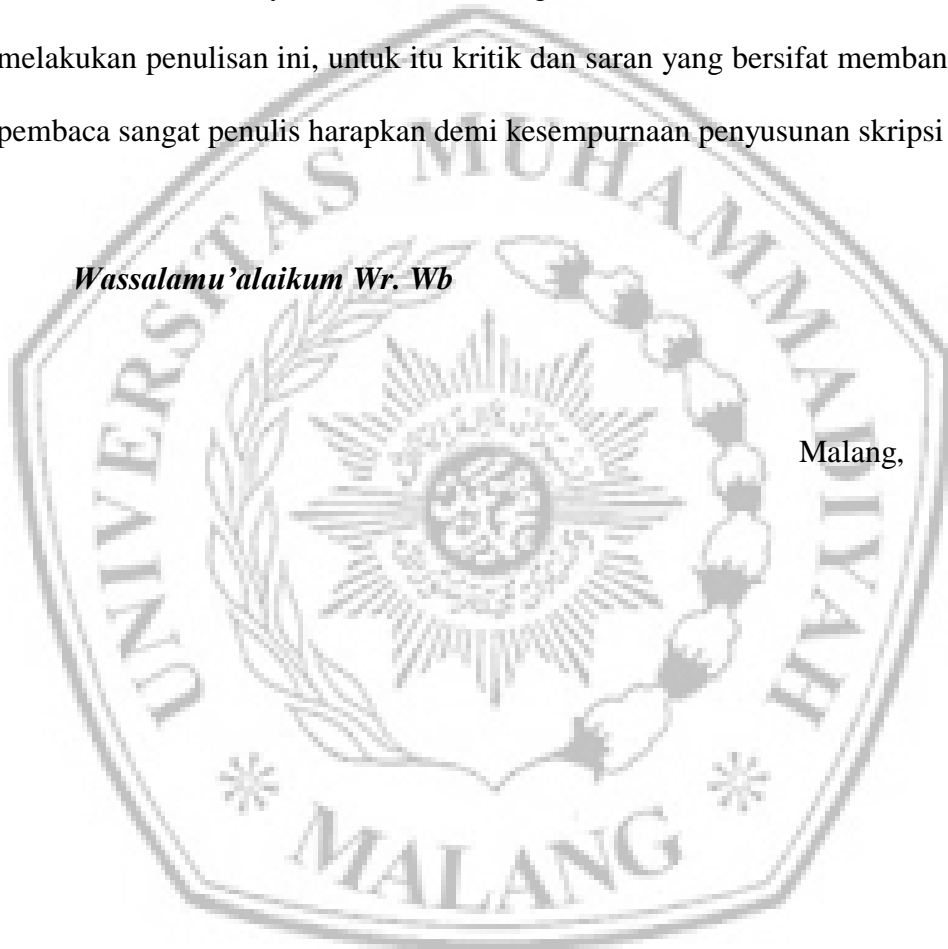 melakukan penulisan ini, untuk itu kritik dan saran yang bersifat memban
pembaca sangat penulis harapkan demi kesempurnaan penyusunan skripsi
Wassalamu’alaikum Wr. Wb
Malang,
UNIVERSITAS MUHAMMADIYAH
MALANG